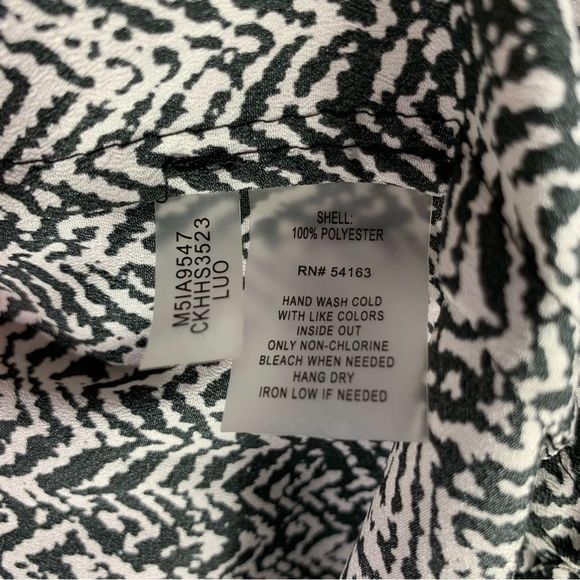 M5IA9547
CKHHS3523
LUO
SHELL:
100% POLYESTER
RN# 54163
HAND WASH COLD
WITH LIKE COLORS
INSIDE OUT
ONLY NON-CHLORINE
BLEACH WHEN NEEDED
HANG DRY
IRON LOW IF NEEDED